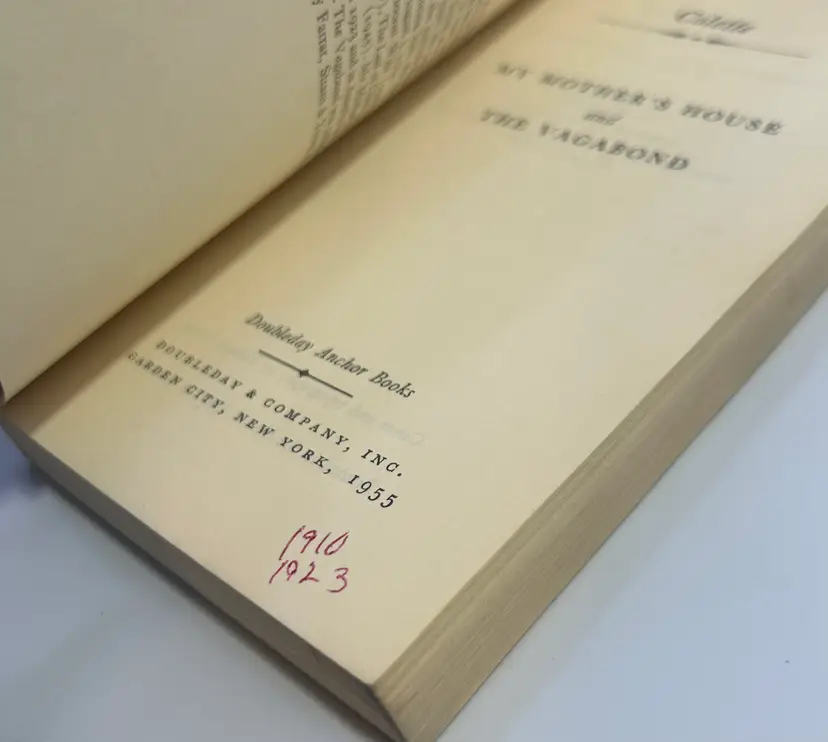 Colette
MY MOTHER'S HOUSE
and
THE VAGABOND
Doubleday Anchor Books
DOUBLEDAY & COMPANY, INC.
GARDEN CITY, NEW YORK, 1955
1910
1923